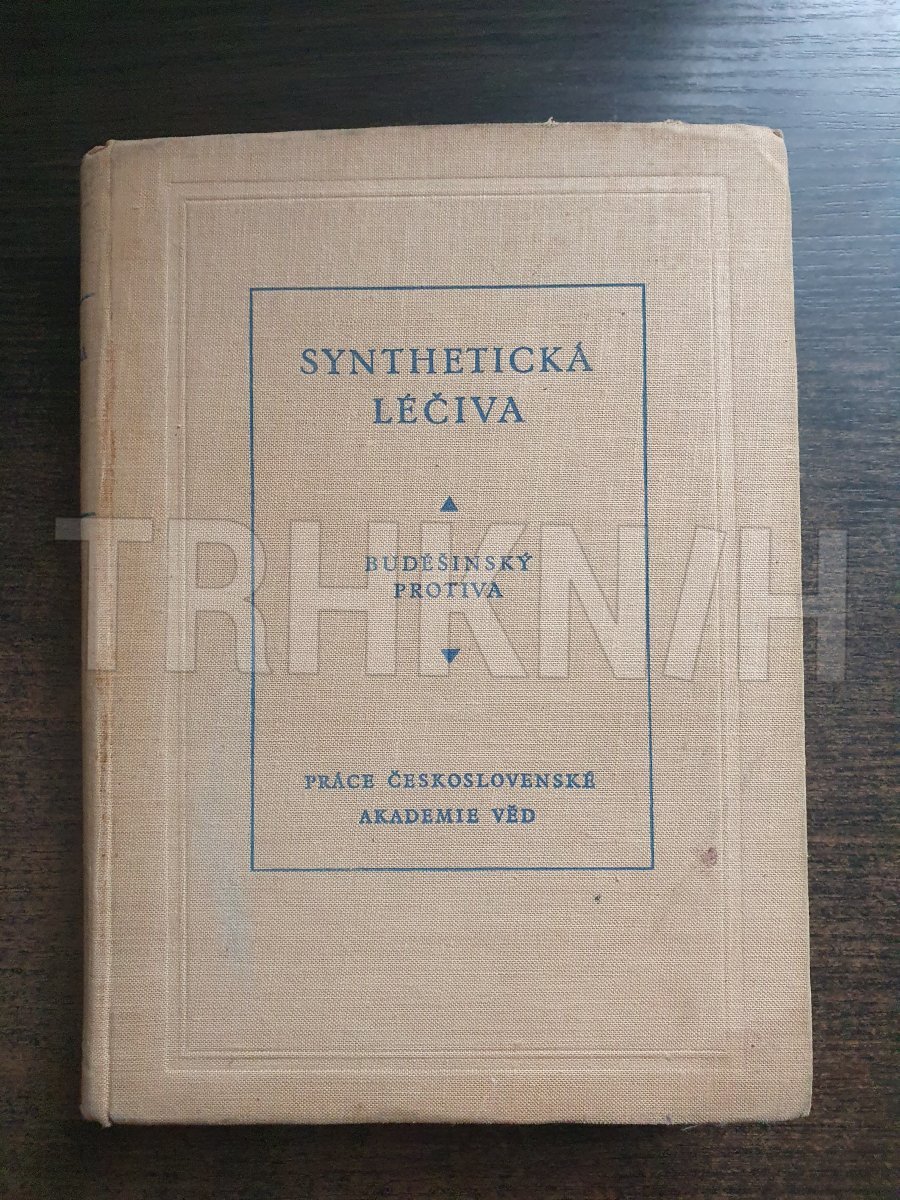 SYNTHETICKÁ
LÉČIVA
BUDĚŠINSKÝ
PROTIVA
TRHKNIH
PRÁCE ČESKOSLOVENSKÉ
AKADEMIE VĚD